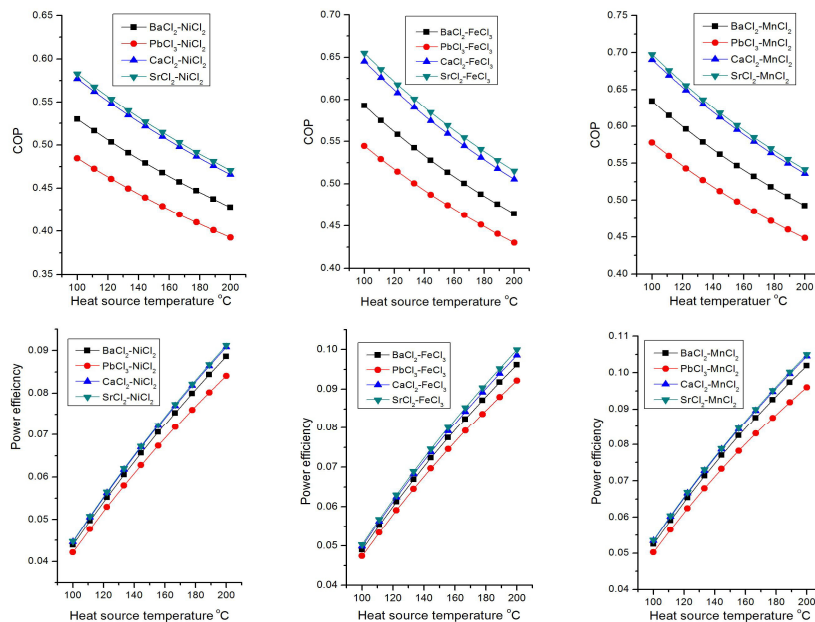 COP
0.65
0.60
0.55
0.50
0.45
0.40
0.35
BaCl₂-NiCl₂
PbCl₃-NiCl₂
CaCl₂-NiCl₂
SrCl₂-NiCl₂
100 120 140 160 180 200
Heat source temperature °C
COP
0.70
0.65
0.60
0.55
0.50
0.45
0.40
BaCl₂-FeCl₃
PbCl₃-FeCl₃
CaCl₂-FeCl₃
SrCl₂-FeCl₃
100 120 140 160 180 200
Heat source temperature °C
COP
0.75
0.70
0.65
0.60
0.55
0.50
0.45
0.40
BaCl₂-MnCl₂
PbCl₃-MnCl₂
CaCl₂-MnCl₂
SrCl₂-MnCl₂
100 120 140 160 180 200
Heat temperatuer °C
Power
0.09
0.08
0.07
0.06
0.05
0.04
BaCl₂-NiCl₂
PbCl₃-NiCl₂
CaCl₂-NiCl₂
SrCl₂-NiCl₂
100 120 140 160 180 200
Heat source temperature °C
Power efficiency
0.10
0.09
0.08
0.07
0.06
0.05
0.04
BaCl₂-FeCl₃
PbCl₃-FeCl₃
CaCl₂-FeCl₃
SrCl₂-FeCl₃
100 120 140 160 180 200
Heat source temperature °C
Power efficiency
0.11
0.10
0.09
0.08
0.07
0.06
0.05
0.04
BaCl₂-MnCl₂
PbCl₃-MnCl₂
CaCl₂-MnCl₂
SrCl₂-MnCl₂
100 120 140 160 180 200
Heat source temperature °C